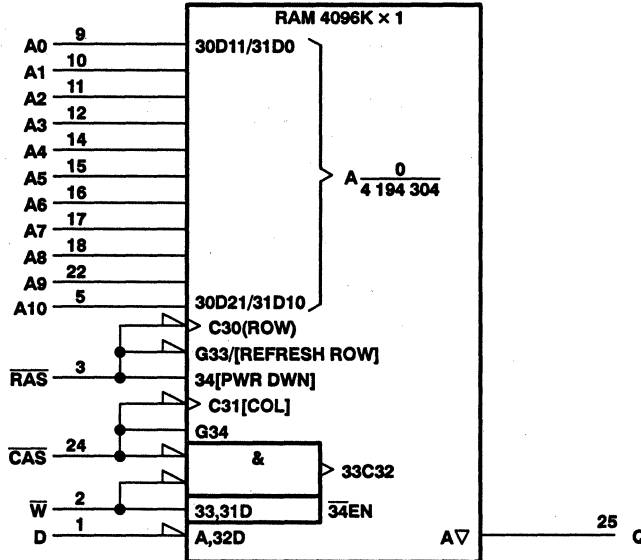 RAM 4096K × 1
A0 9 30D11/31D0
A1 10
A2 11
A3 12
A4 14
A5 15
A6 16
A7 17
A8 18
A9 22
A10 5 30D21/31D10
A 0
4 194 304
C30(ROW)
G33/[REFRESH ROW]
RAS 3 34[PWR DWN]
C31[COL]
G34
CAS 24 &
33C32
W 2 33,31D 34EN
D 1 A,32D A▽ 25